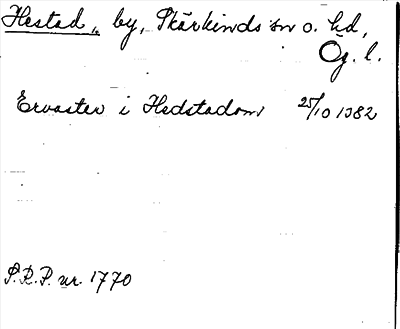 Hestad, by, Skärkinds sn o. hd,
Ög. l.
Ervaster i Hedstadom 25/10 1382
S.R.P. nr. 1770